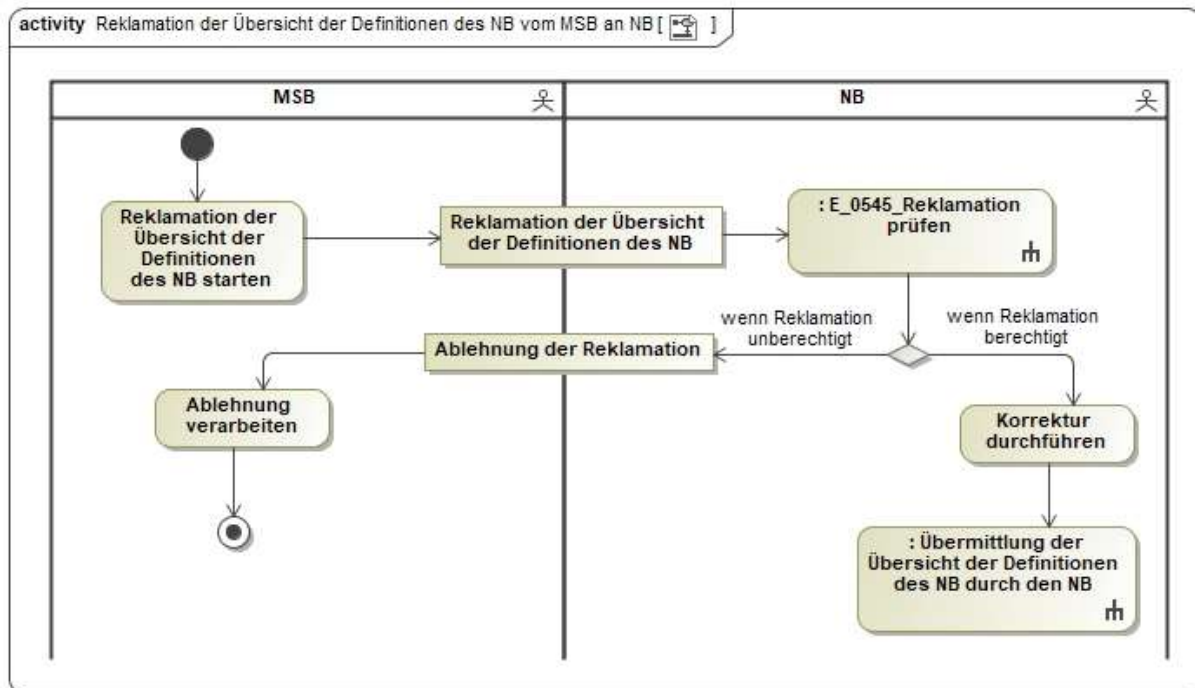 activity Reklamation der Übersicht der Definitionen des NB vom MSB an NB [ ]
MSB
NB
Reklamation der
Übersicht der
Definitionen
des NB starten
Reklamation der Übersicht
der Definitionen des NB
: E_0545_Reklamation
prüfen
wenn Reklamation
unberechtigt
wenn Reklamation
berechtigt
Ablehnung der Reklamation
Ablehnung
verarbeiten
Korrektur
durchführen
: Übermittlung der
Übersicht der Definitionen
des NB durch den NB